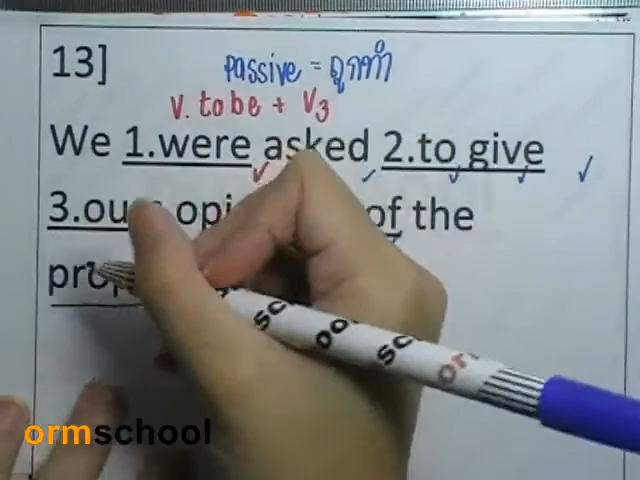 13]
passive = ถูกทำ
v. to be + V3
We 1.were asked 2.to give
3.our of the
ormschool